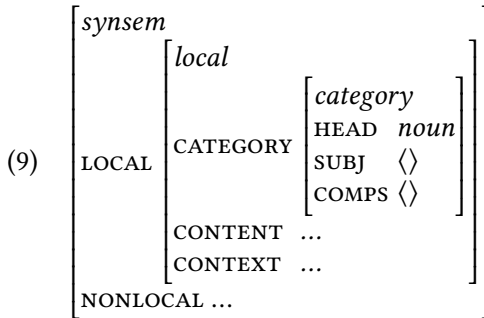 synsem
local
category
HEAD noun
(9) LOCAL CATEGORY SUBJ ⟨⟩
COMPS ⟨⟩
CONTENT ...
CONTEXT ...
NONLOCAL ...